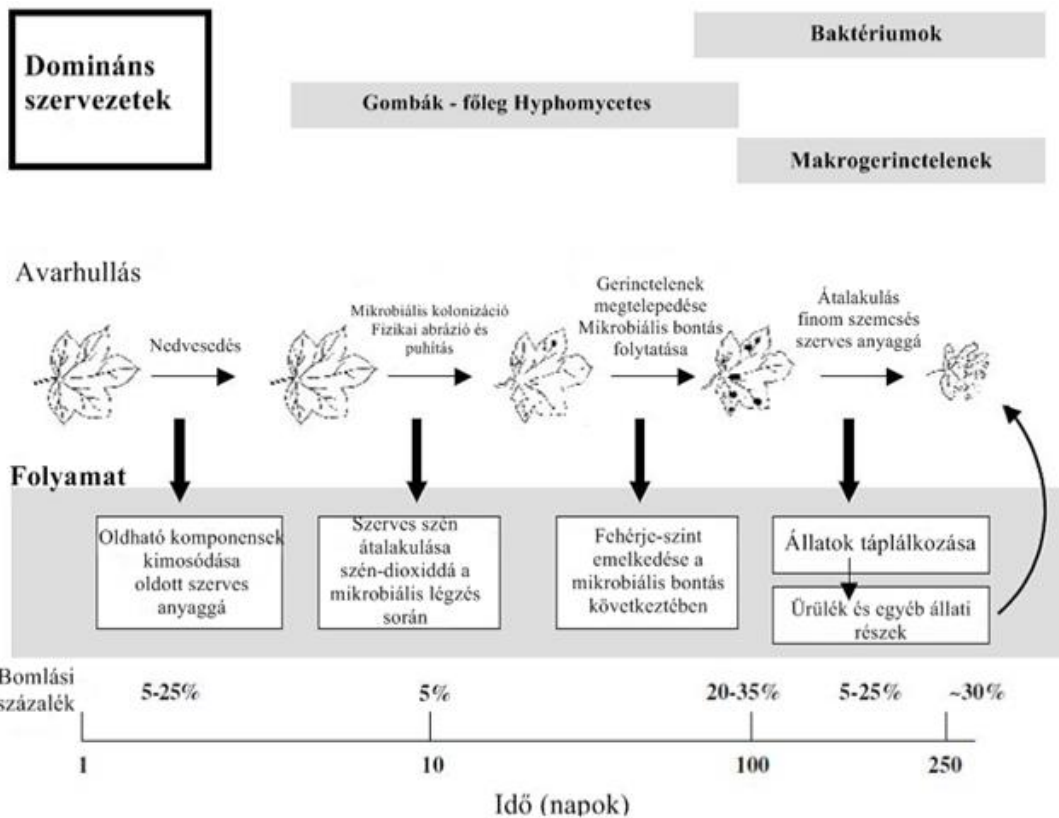 Domináns
szervezetek
Baktériumok
Gombák - főleg Hyphomycetes
Makrogerinctelenek
Avarhullás
Nedvesedés
Mikrobiális kolonizáció
Fizikai abrázió és
puhítás
Gerinctelenek
megtelepedése
Mikrobiális bontás
folytatása
Átalakulás
finom szemcsés
szerves anyaggá
Folyamat
Oldható komponensek
kimosódása
oldott szerves
anyaggá
Szerves szén
átalakulása
szén-dioxiddá a
mikrobiális légzés
során
Fehérje-szint
emelkedése a
mikrobiális bontás
következtében
Állatok táplálkozása
Ürülék és egyéb állati
részek
Bomlási
százalék
5-25%
5%
20-35%
5-25%
~30%
1
10
100
250
Idő (napok)